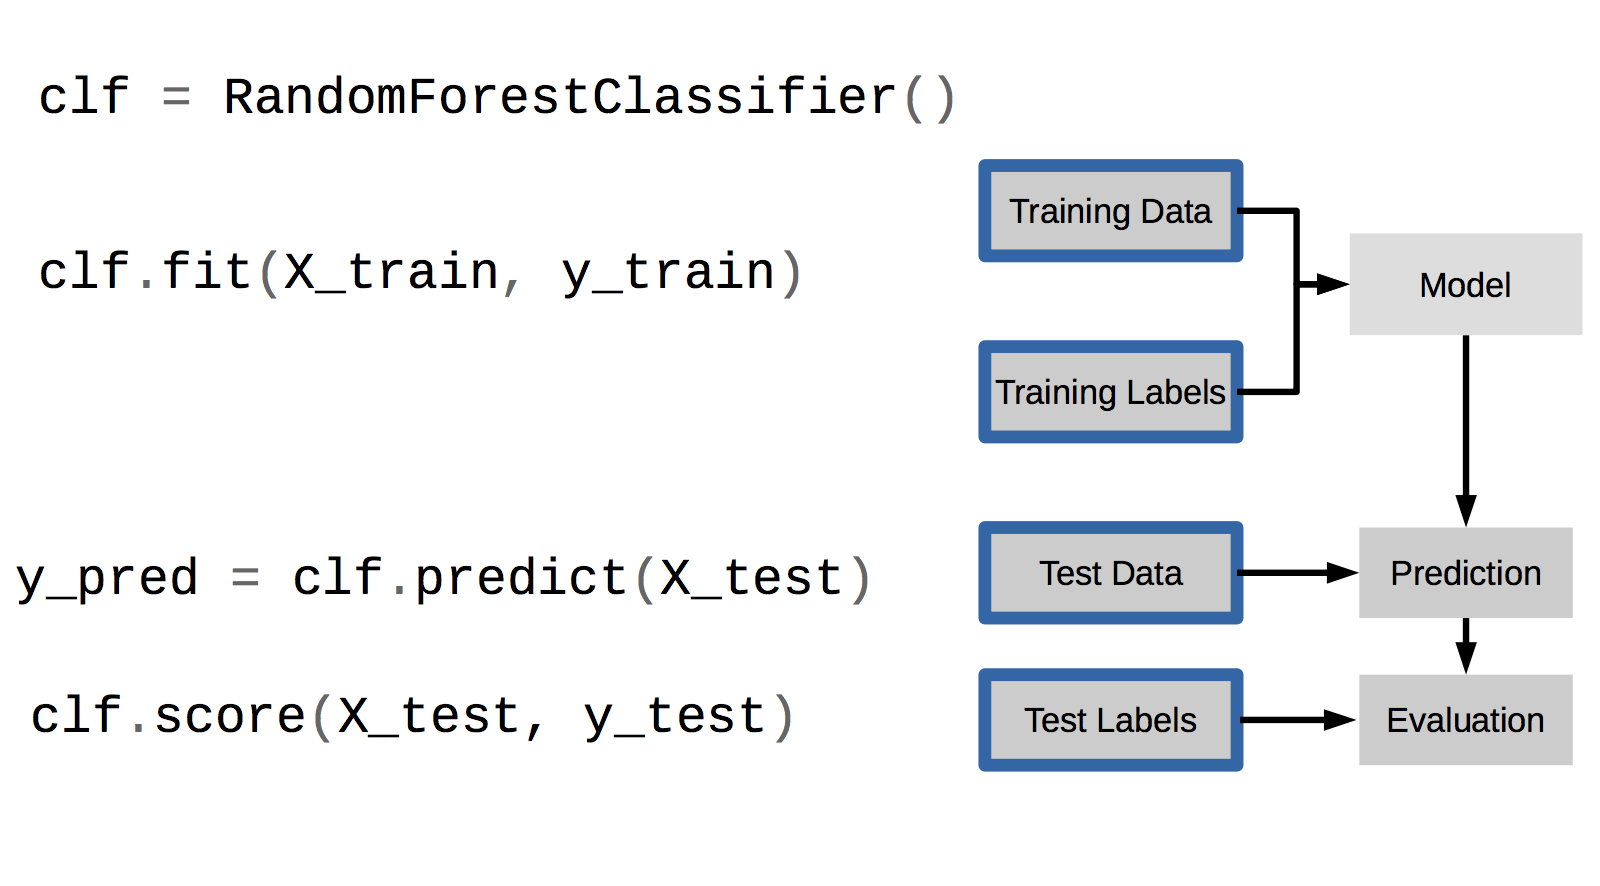 clf = RandomForestClassifier()
clf.fit(X_train, y_train)
y_pred = clf.predict(X_test)
clf.score(X_test, y_test)
Training Data
Training Labels
Model
Test Data
Prediction
Test Labels
Evaluation